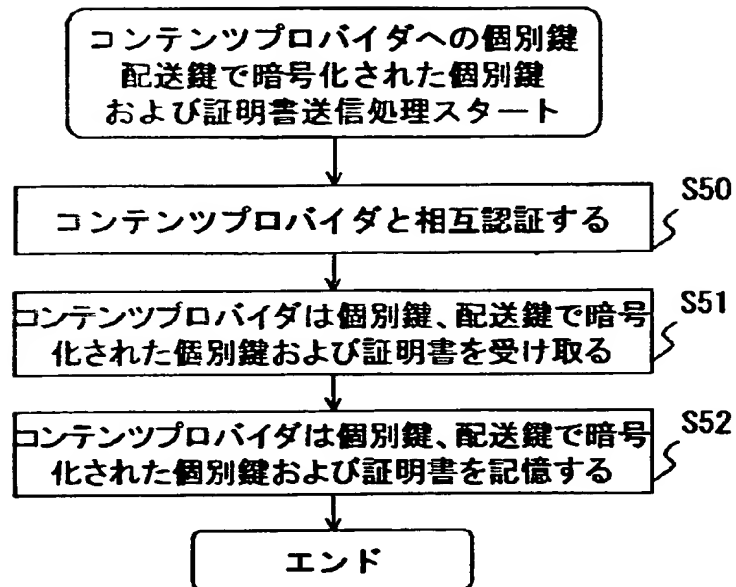 コンテンツプロバイダへの個別鍵
配送鍵で暗号化された個別鍵
および証明書送信処理スタート
コンテンツプロバイダと相互認証する
S50
コンテンツプロバイダは個別鍵、配送鍵で暗号
化された個別鍵および証明書を受け取る
S51
コンテンツプロバイダは個別鍵、配送鍵で暗号
化された個別鍵および証明書を記憶する
S52
エンド